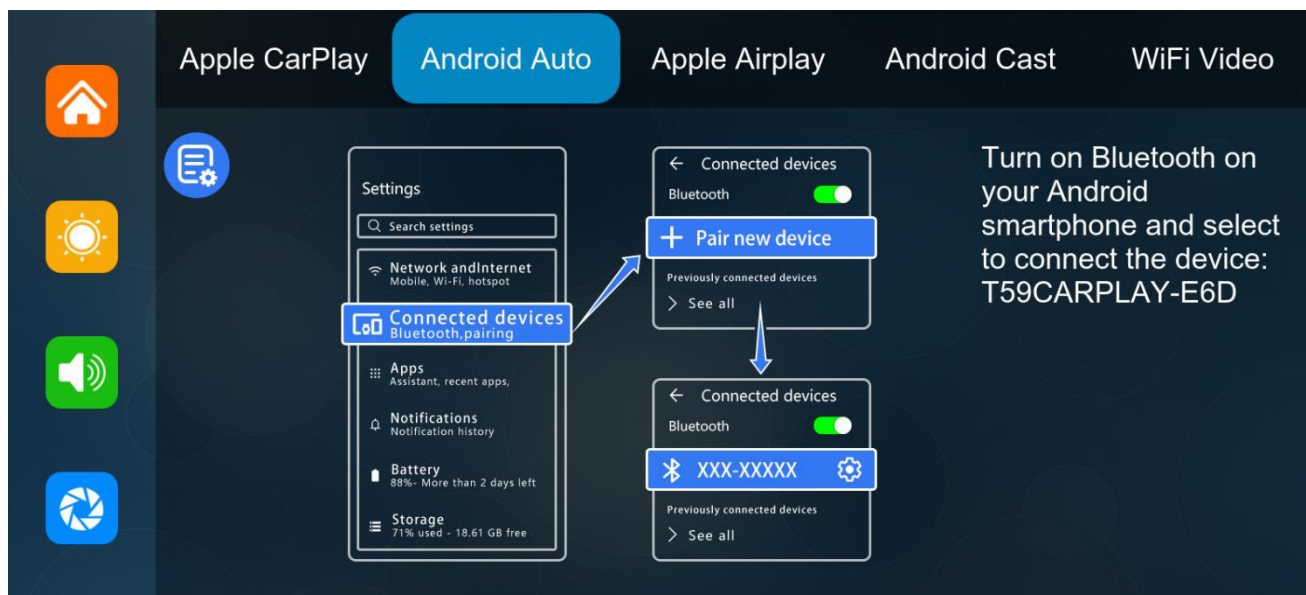 Apple CarPlay
Android Auto
Apple Airplay
Android Cast
WiFi Video
Settings
Search settings
Network andInternet
Mobile, Wi-Fi, hotspot
Connected devices
Bluetooth,pairing
Apps
Assistant, recent apps,
Notifications
Notification history
Battery
88%- More than 2 days left
Storage
71% used - 18.61 GB free
Connected devices
Bluetooth
Pair new device
Previously connected devices
See all
Connected devices
Bluetooth
XXX-XXXXX
Previously connected devices
See all
Turn on Bluetooth on
your Android
smartphone and select
to connect the device:
T59CARPLAY-E6D